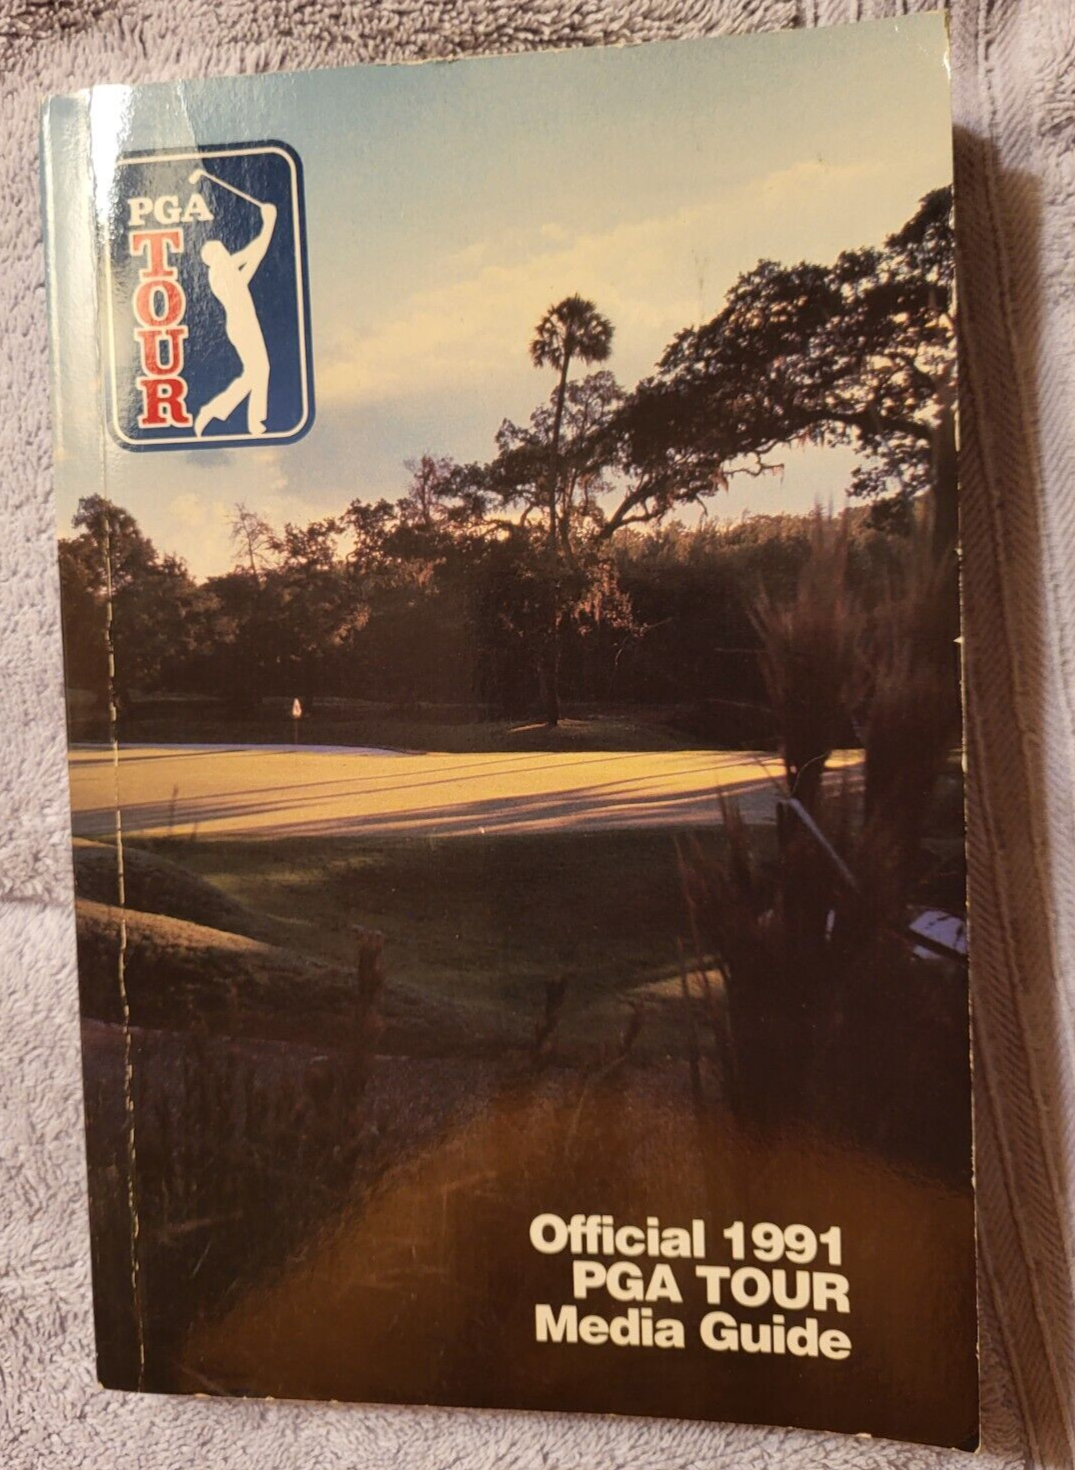 PGA
TOUR
Official 1991
PGA TOUR
Media Guide